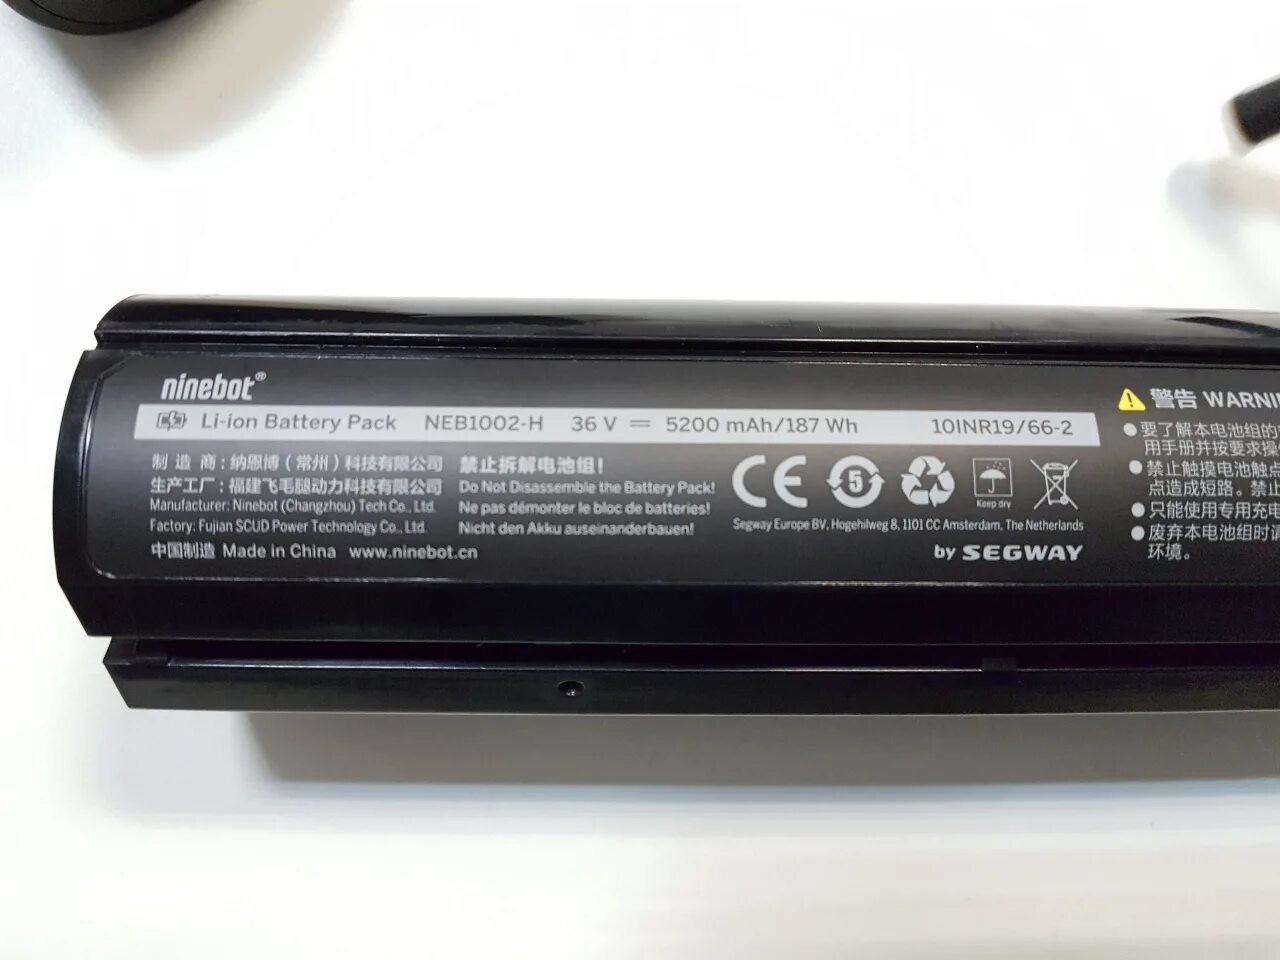 ninebot®
Li-ion Battery Pack NEB1002-H 36 V 5200 mAh/187 Wh 10INR19/66-2
制 造 商：纳恩博（常州）科技有限公司
生产工厂：福建飞毛腿动力科技有限公司
Manufacturer: Ninebot (Changzhou) Tech Co., Ltd.
Factory: Fujian SCUD Power Technology Co., Ltd.
中国制造 Made in China www.ninebot.cn
禁止拆解电池组！
Do Not Disassemble the Battery Pack!
Ne pas démonter le bloc de batteries!
Nicht den Akku auseinanderbauen!
CE 5
Keep dry
Segway Europe BV, Hogehilweg 8, 1101 CC Amsterdam, The Netherlands
by SEGWAY
警告 WARNI
●要了解本电池组的
用手册并按要求操
●禁止触摸电池触点
点造成短路。禁止
●只能使用专用充电
●废弃本电池组时
环境。